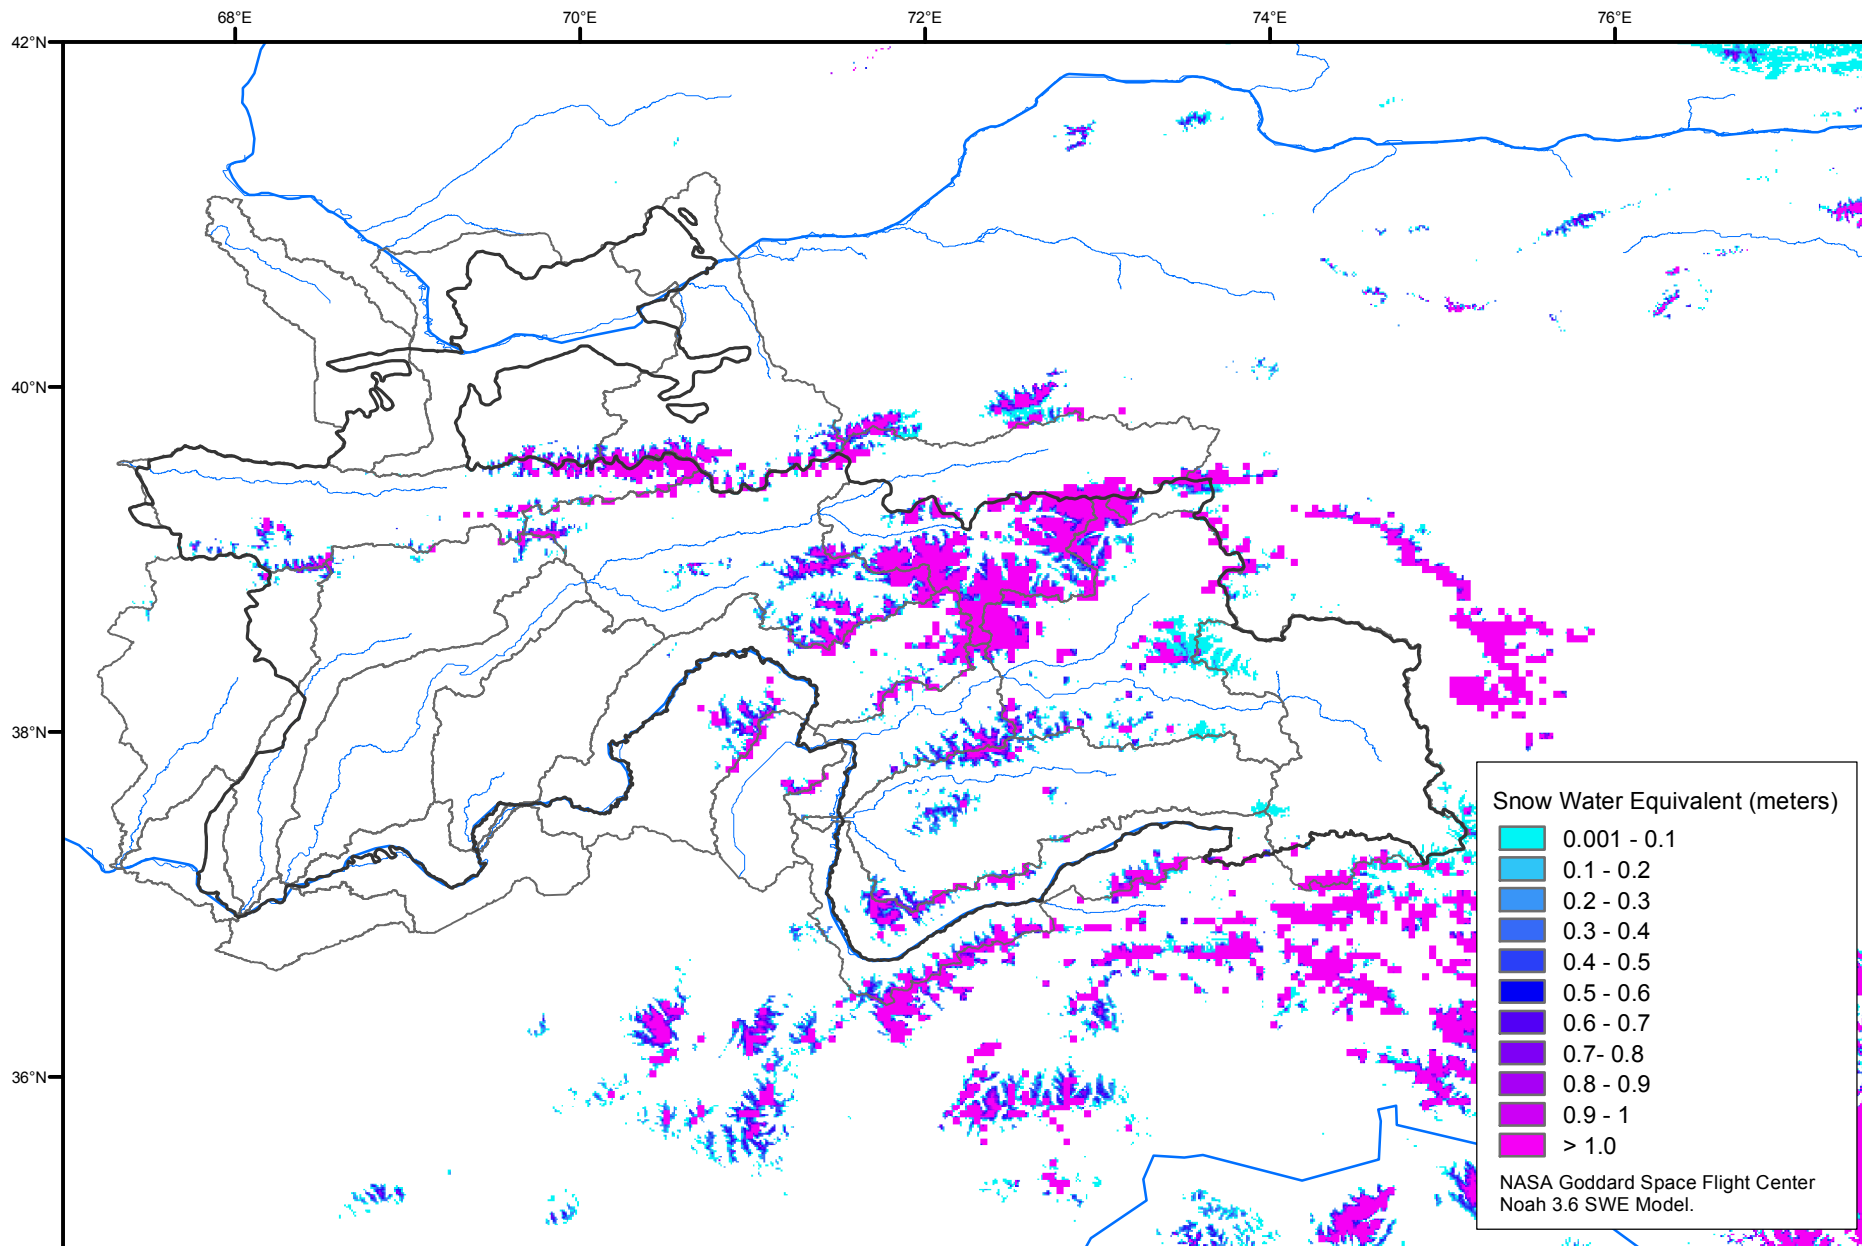 68°E
70°E
72°E
74°E
76°E
42°N
40°N
38°N
36°N
Snow Water Equivalent (meters)
0.001 - 0.1
0.1 - 0.2
0.2 - 0.3
0.3 - 0.4
0.4 - 0.5
0.5 - 0.6
0.6 - 0.7
0.7- 0.8
0.8 - 0.9
0.9 - 1
> 1.0
NASA Goddard Space Flight Center
Noah 3.6 SWE Model.